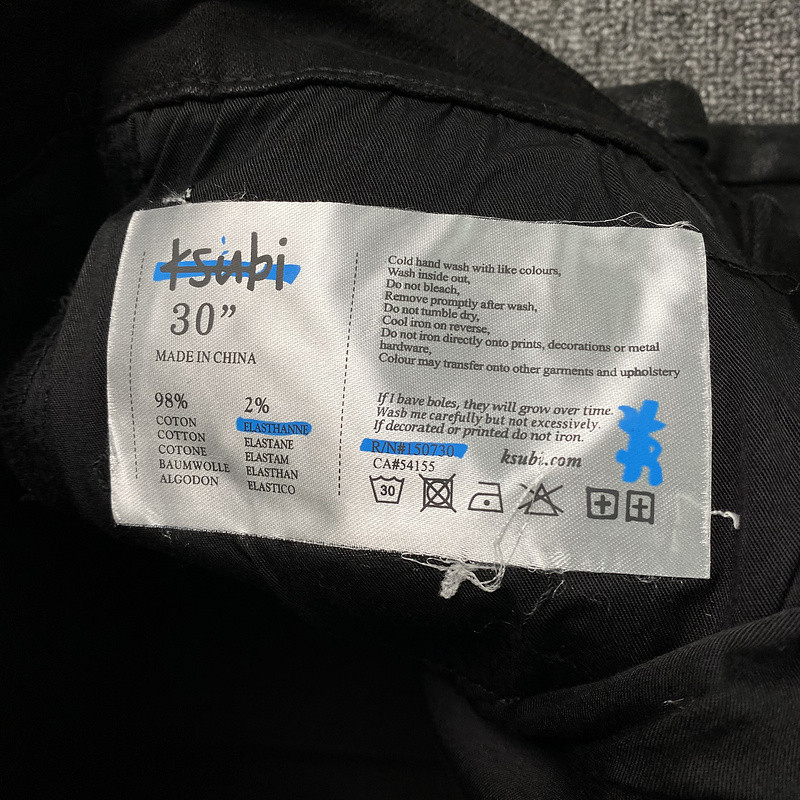 ksubi
30”
MADE IN CHINA
98%
COTON
COTTON
COTONE
BAUMWOLLE
ALGODON
2%
ELASTHANNE
ELASTANE
ELASTAM
ELASTHAN
ELASTICO
Cold hand wash with like colours,
Wash inside out,
Do not bleach,
Remove promptly after wash,
Do not tumble dry,
Cool iron on reverse,
Do not iron directly onto prints, decorations or metal
hardware,
Colour may transfer onto other garments and upholstery
If I have boles, they will grow over time.
Wasb me carefully but not excessively.
If decorated or printed do not iron.
R/N#150730
CA#54155
ksubi.com
30